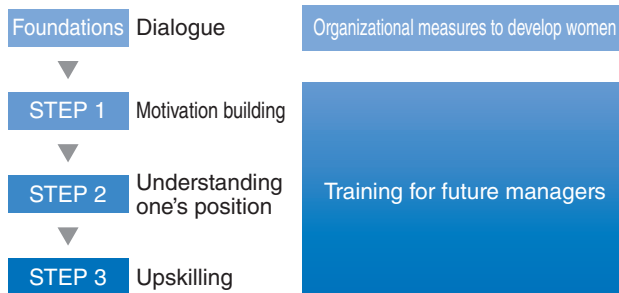 Foundations Dialogue Organizational measures to develop women
STEP 1 Motivation building
STEP 2 Understanding one's position
Training for future managers
STEP 3 Upskilling